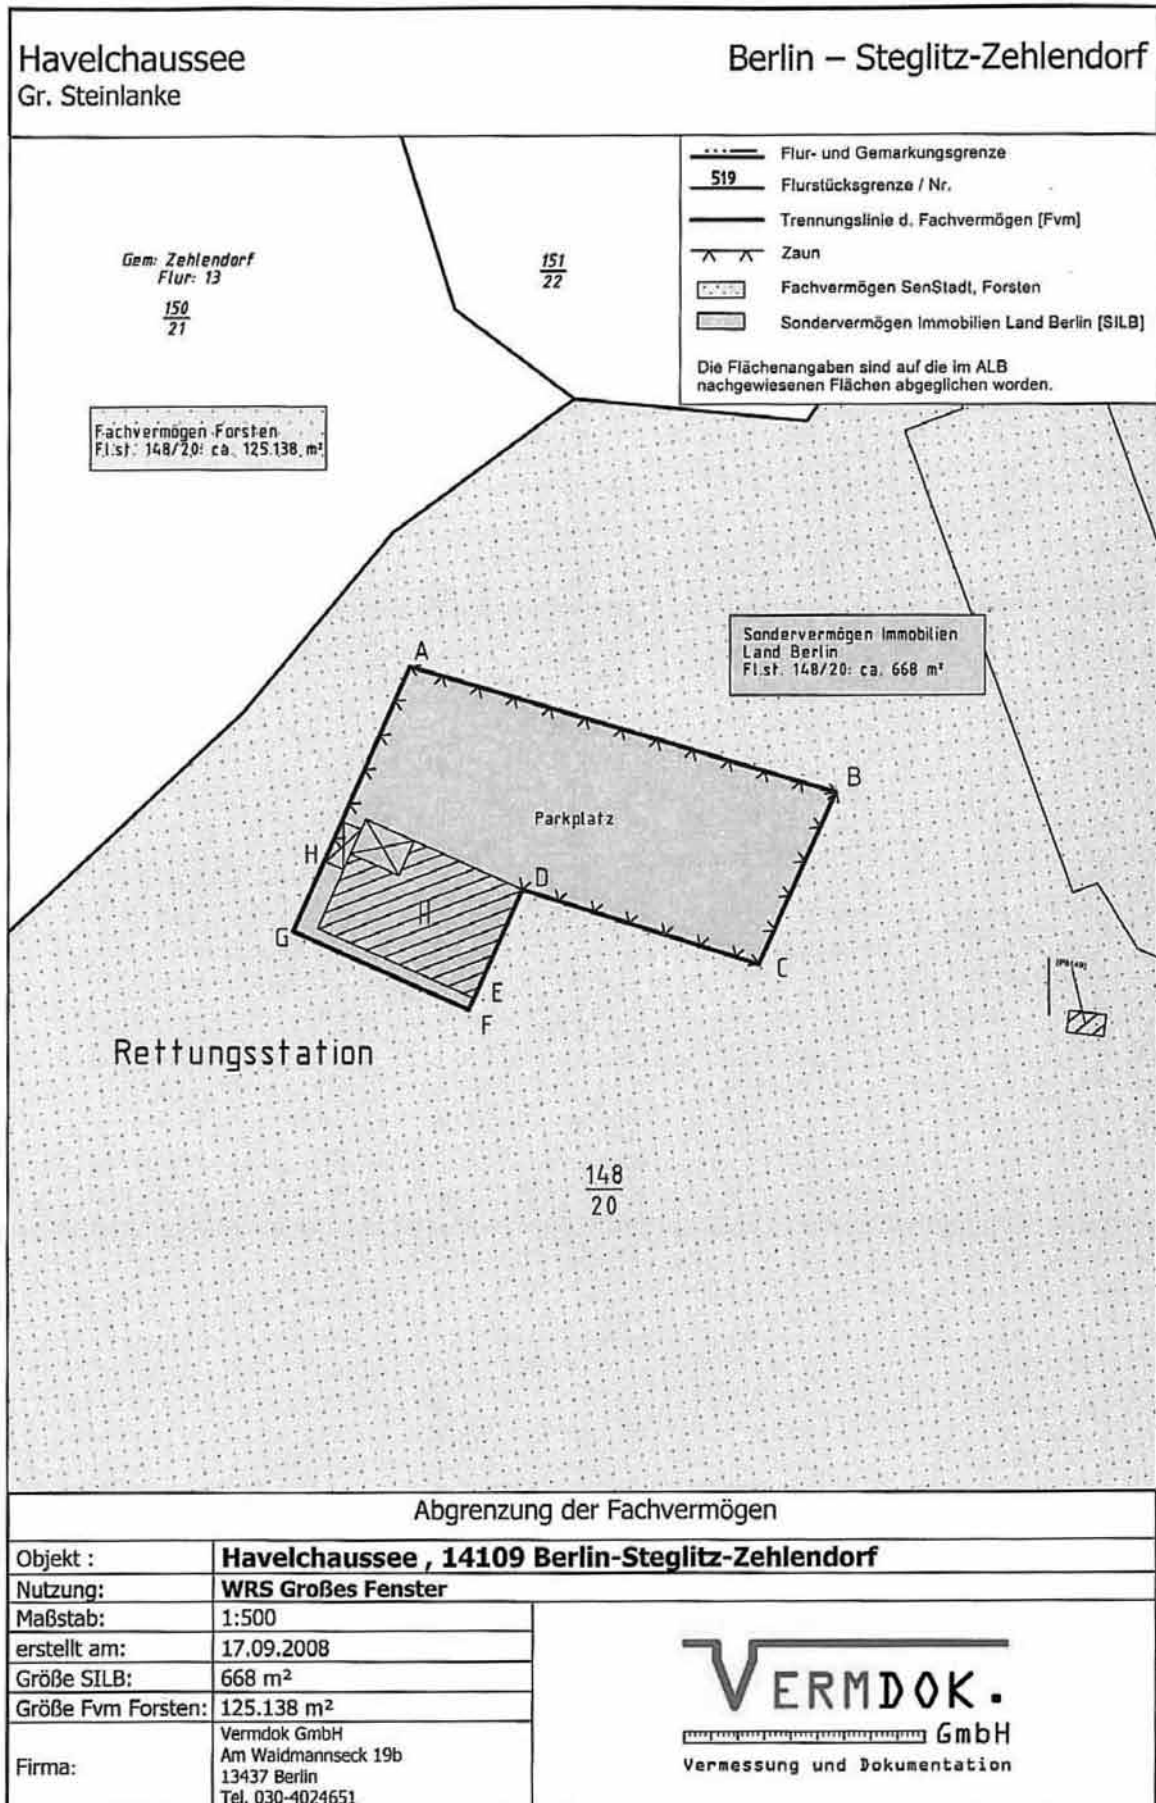 Havelchaussee
Gr. Steinlanke
Berlin – Steglitz-Zehlendorf
Flur- und Gemarkungsgrenze
519
Flurstücksgrenze / Nr.
Trennungslinie d. Fachvermögen [Fvm]
Zaun
Fachvermögen SenStadt, Forsten
Sondervermögen Immobilien Land Berlin [SILB]
Die Flächenangaben sind auf die im ALB
nachgewiesenen Flächen abgeglichen worden.
Gem: Zehlendorf
Flur: 13
150
21
151
22
Fachvermögen Forsten
Fl.st. 148/20: ca. 125.138 m²
Sondervermögen Immobilien
Land Berlin
Fl.st. 148/20: ca. 668 m²
A
B
Parkplatz
H
D
H
G
C
E
F
Rettungsstation
148
20
Abgrenzung der Fachvermögen
Objekt : Havelchaussee , 14109 Berlin-Steglitz-Zehlendorf
Nutzung: WRS Großes Fenster
Maßstab: 1:500
erstellt am: 17.09.2008
Größe SILB: 668 m²
Größe Fvm Forsten: 125.138 m²
Firma:
Vermdok GmbH
Am Waidmannseck 19b
13437 Berlin
Tel. 030-4024651
VERMDOK.
GmbH
Vermessung und Dokumentation